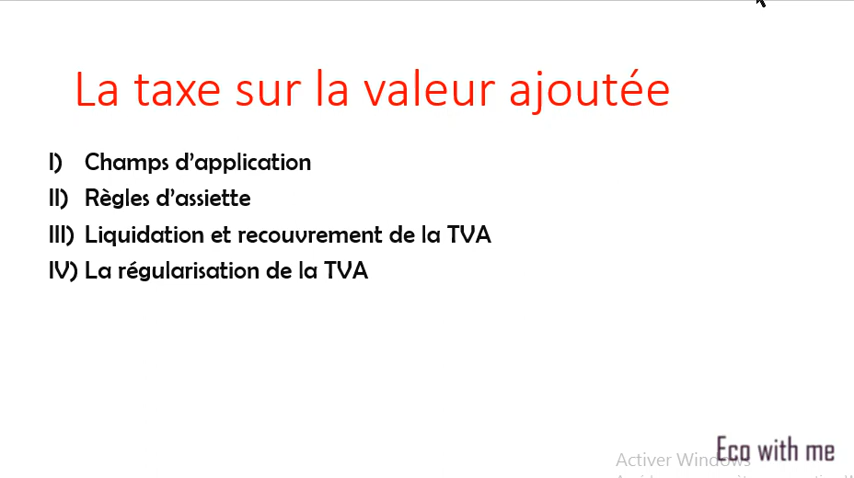 La taxe sur la valeur ajoutée
I) Champs d'application
II) Règles d'assiette
III) Liquidation et recouvrement de la TVA
IV) La régularisation de la TVA
Eco with me
Activer Windows